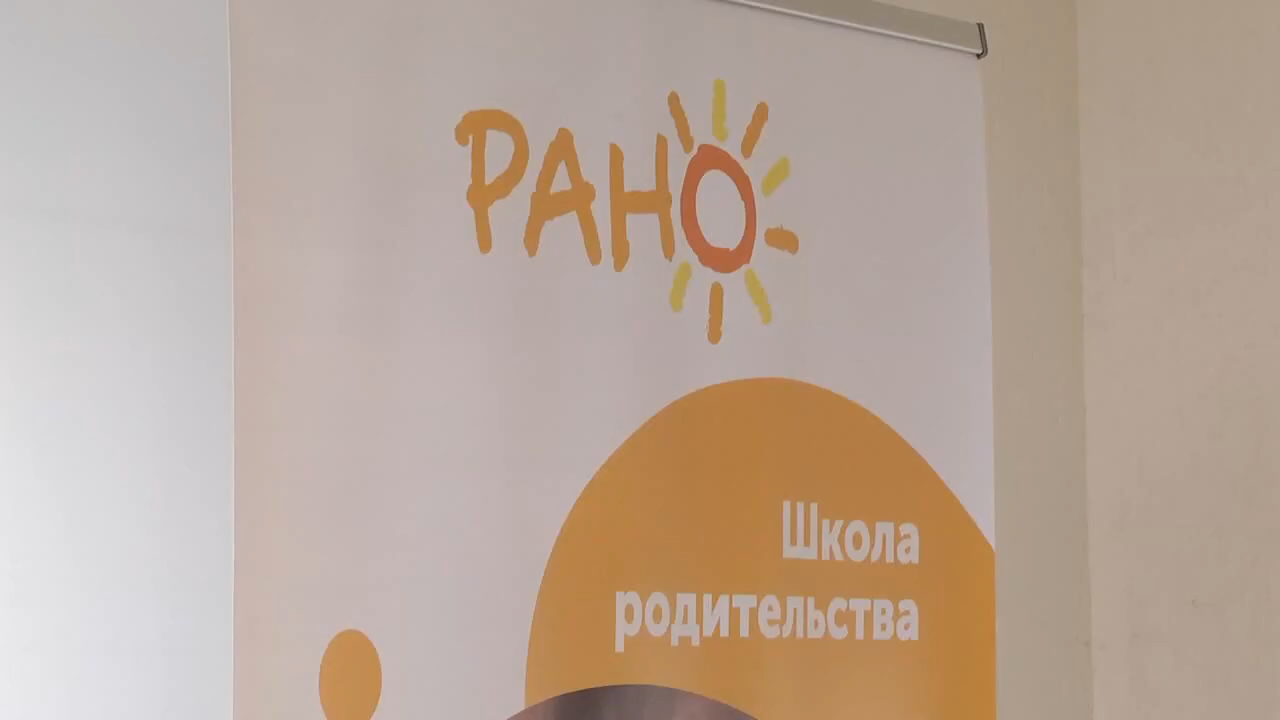 РАНО
Школа
родительства